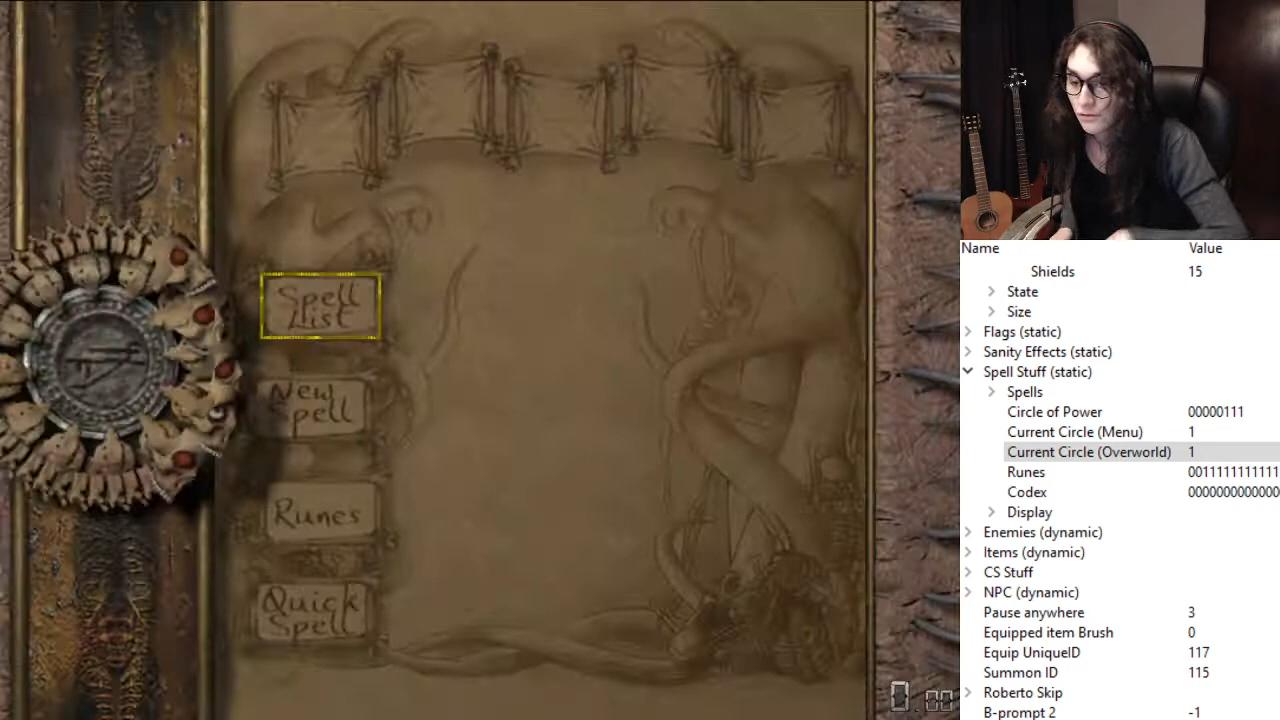 Spell
List
New
Spell
Runes
Quick
Spell
0.00
Name Value
Shields 15
State
Size
Flags (static)
Sanity Effects (static)
Spell Stuff (static)
Spells
Circle of Power 00000111
Current Circle (Menu) 1
Current Circle (Overworld) 1
Runes 0011111111111
Codex 0000000000000
Display
Enemies (dynamic)
Items (dynamic)
CS Stuff
NPC (dynamic)
Pause anywhere 3
Equipped item Brush 0
Equip UniqueID 117
Summon ID 115
Roberto Skip
B-prompt 2 -1